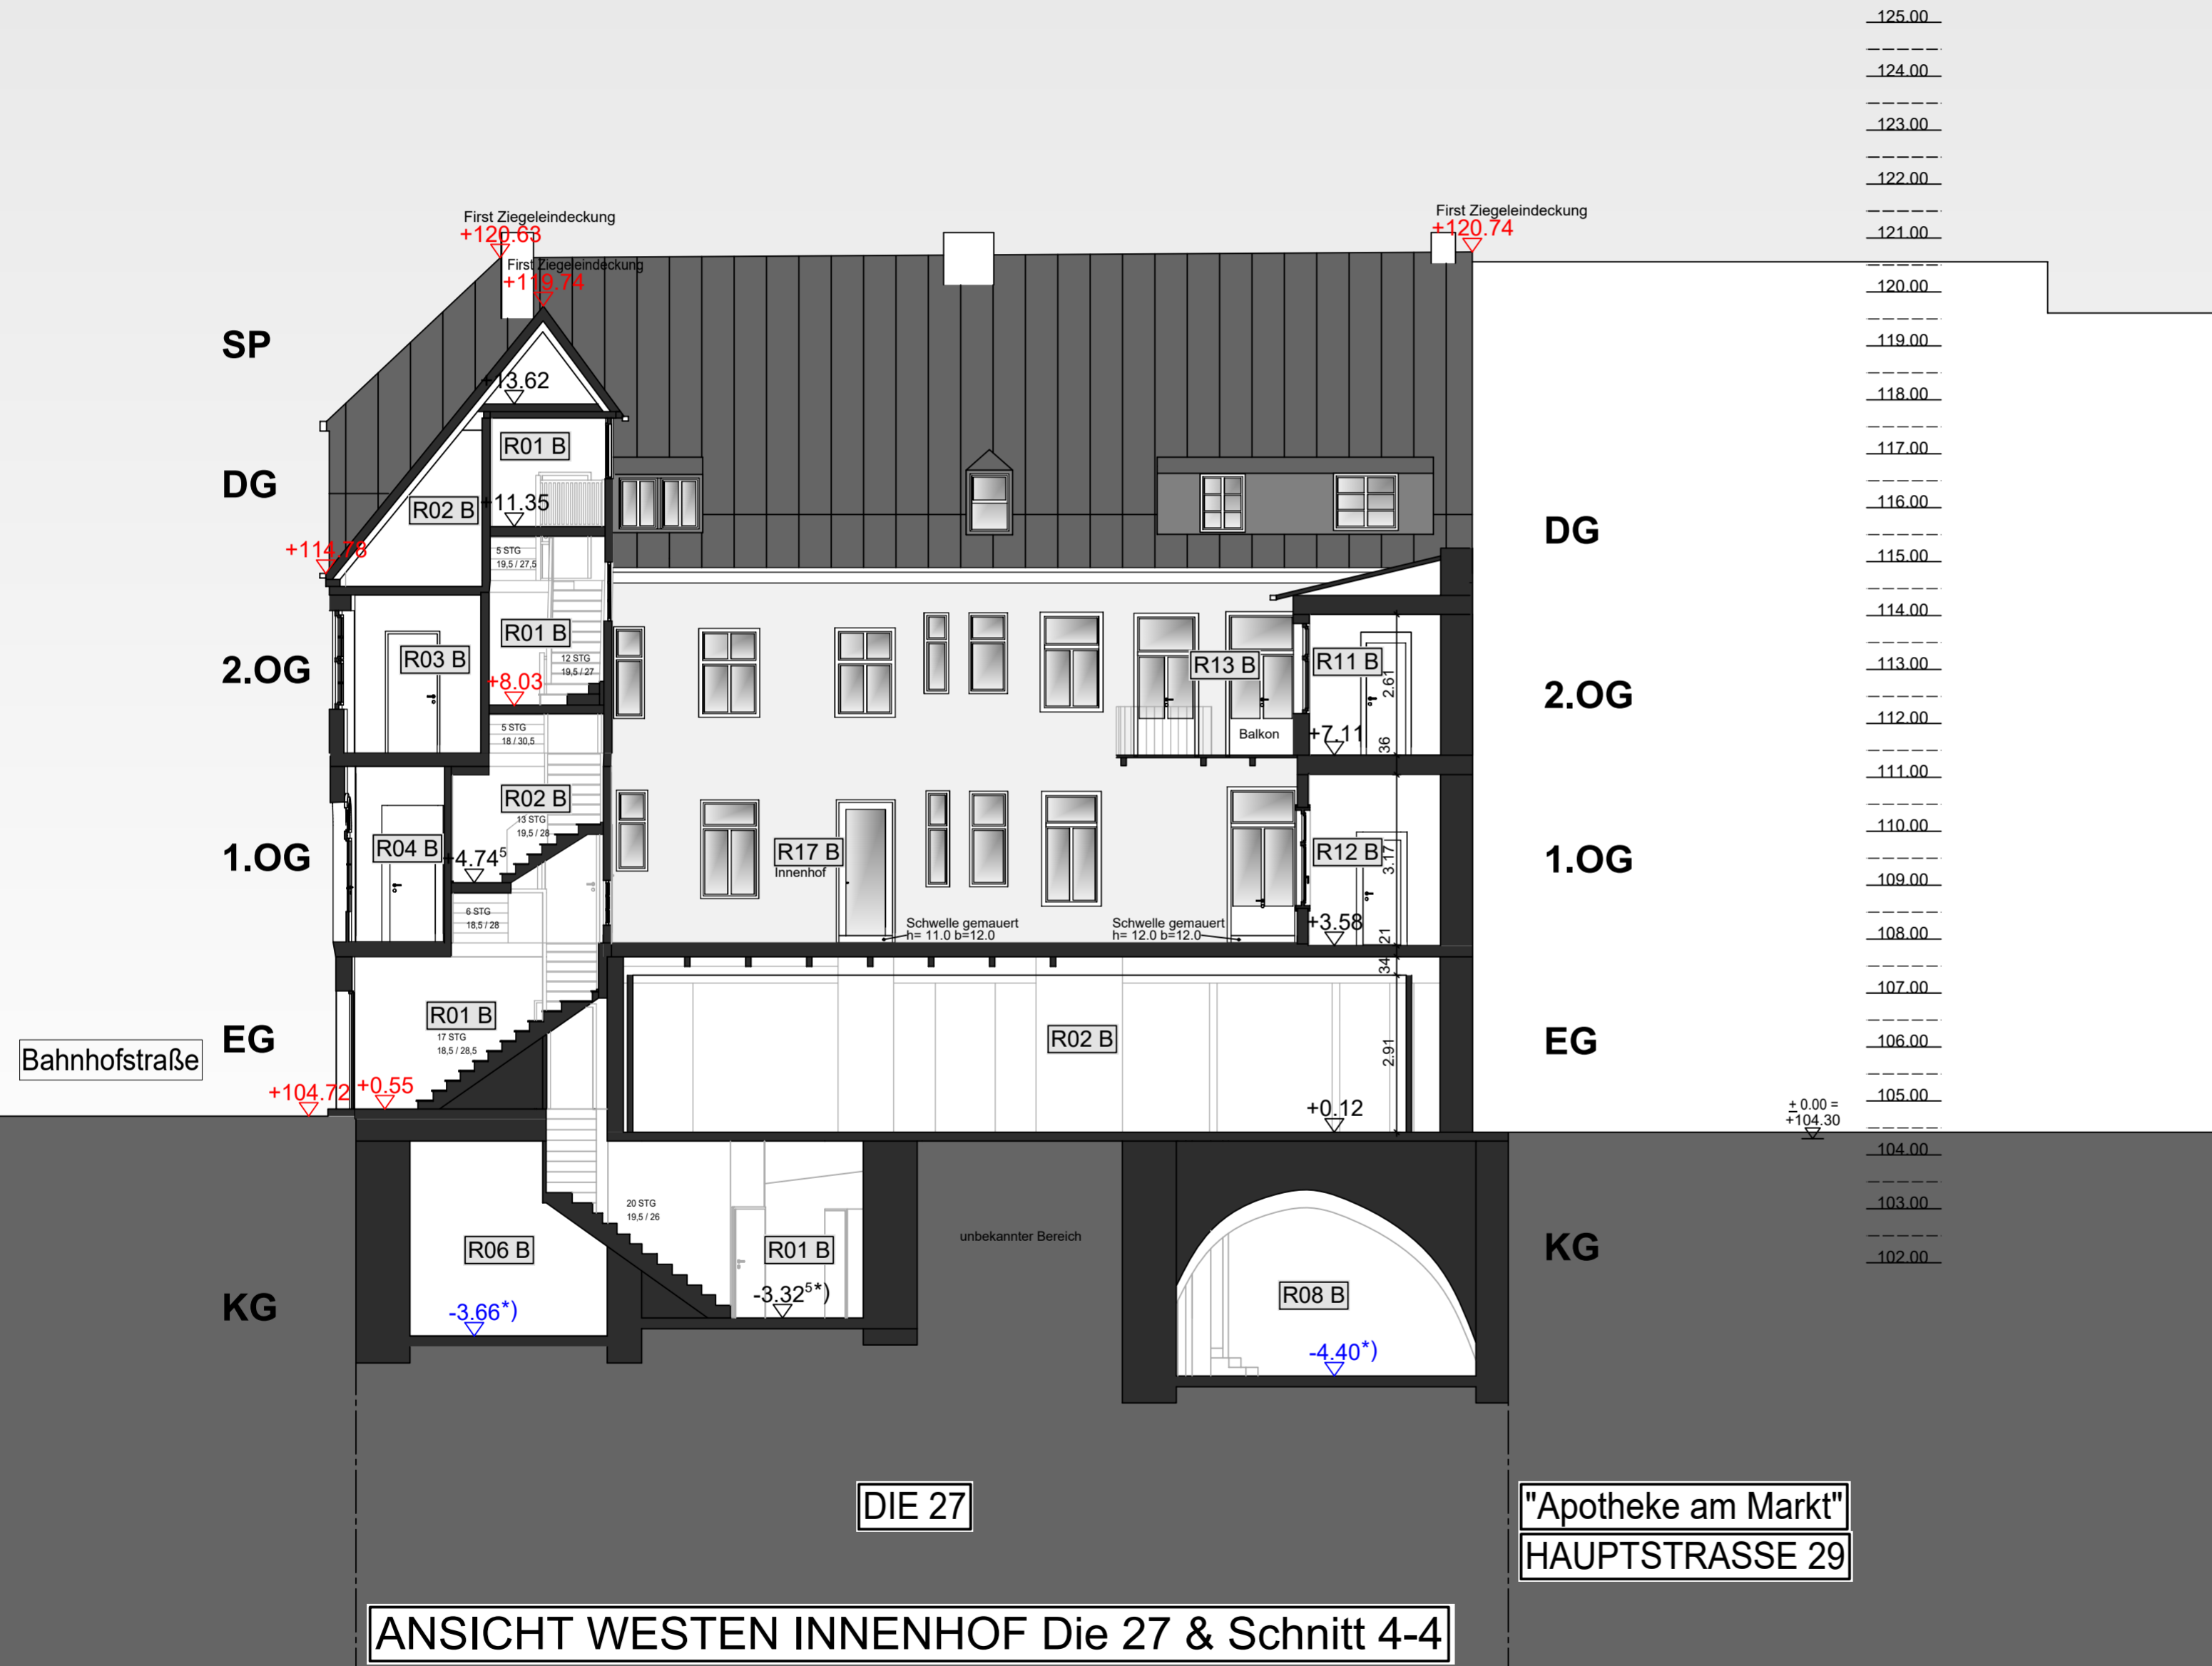 125.00
124.00
123.00
122.00
121.00
120.00
119.00
118.00
117.00
116.00
115.00
114.00
113.00
112.00
111.00
110.00
109.00
108.00
107.00
106.00
105.00
104.00
103.00
102.00
First Ziegeleindeckung
+120.63
First Ziegeleindeckung
+119.74
First Ziegeleindeckung
+120.74
SP
+13.62
R01 B
DG
R02 B
+11.35
DG
+114.78
5 STG
19,5 / 27,5
R01 B
2.OG
R03 B
12 STG
19,5 / 27
+8.03
R13 B
R11 B
2.61
2.OG
Balkon
+7.11
36
5 STG
18 / 30,5
R02 B
13 STG
19,5 / 28
1.OG
R04 B
+4.74⁵
R17 B
Innenhof
R12 B
3.17
1.OG
6 STG
18,5 / 28
Schwelle gemauert
h= 11.0 b=12.0
Schwelle gemauert
h= 12.0 b=12.0
+3.58
21
34
R01 B
17 STG
18,5 / 28,5
EG
R02 B
2.91
EG
Bahnhofstraße
+104.72
+0.55
+0.12
± 0.00 =
+104.30
20 STG
19,5 / 26
R06 B
R01 B
unbekannter Bereich
KG
R08 B
-3.32⁵*)
KG
-3.66*)
-4.40*)
DIE 27
"Apotheke am Markt"
HAUPTSTRASSE 29
ANSICHT WESTEN INNENHOF Die 27 & Schnitt 4-4